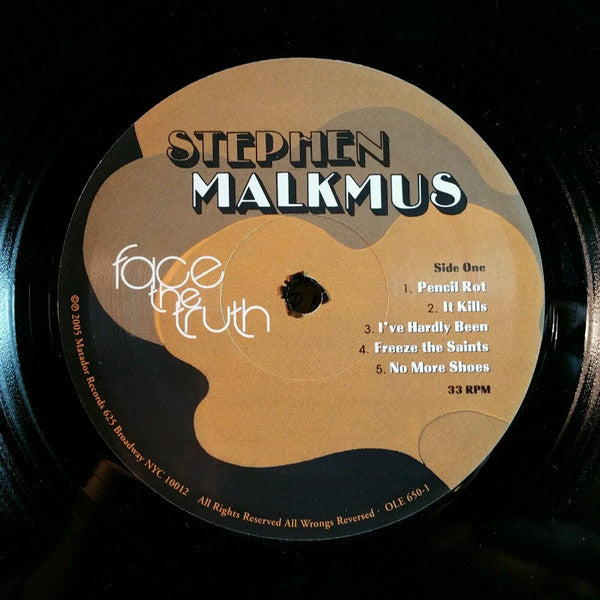 STEPHEN
MALKMUS
face
the
truth
Side One
1. Pencil Rot
2. It Kills
3. I've Hardly Been
4. Freeze the Saints
5. No More Shoes
33 RPM
©℗ 2005 Matador Records 625 Broadway NYC 10012 All Rights Reserved All Wrongs Reversed · OLE 650-1